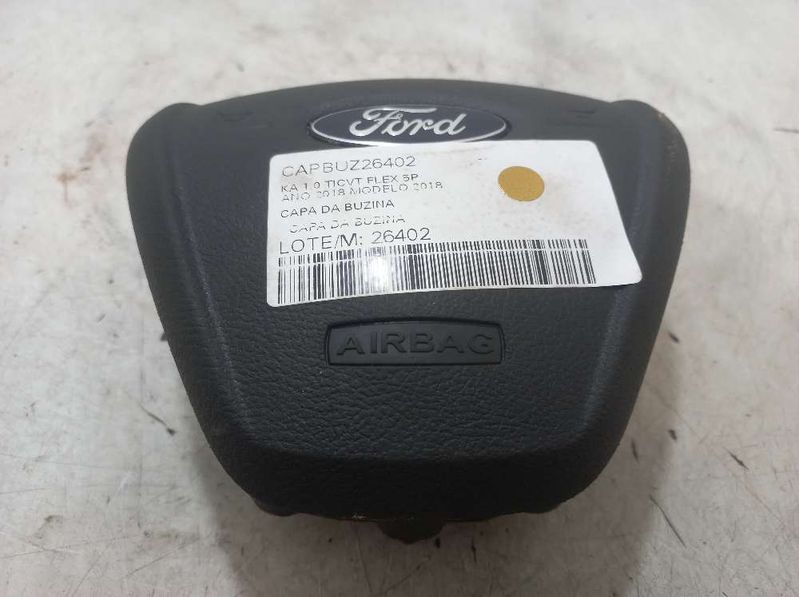 Ford
CAPBUZ26402
KA 1.0 TICVT FLEX 5P
ANO 2018 MODELO 2018
CAPA DA BUZINA
CAPA DA BUZINA
LOTE/M: 26402
AIRBAG